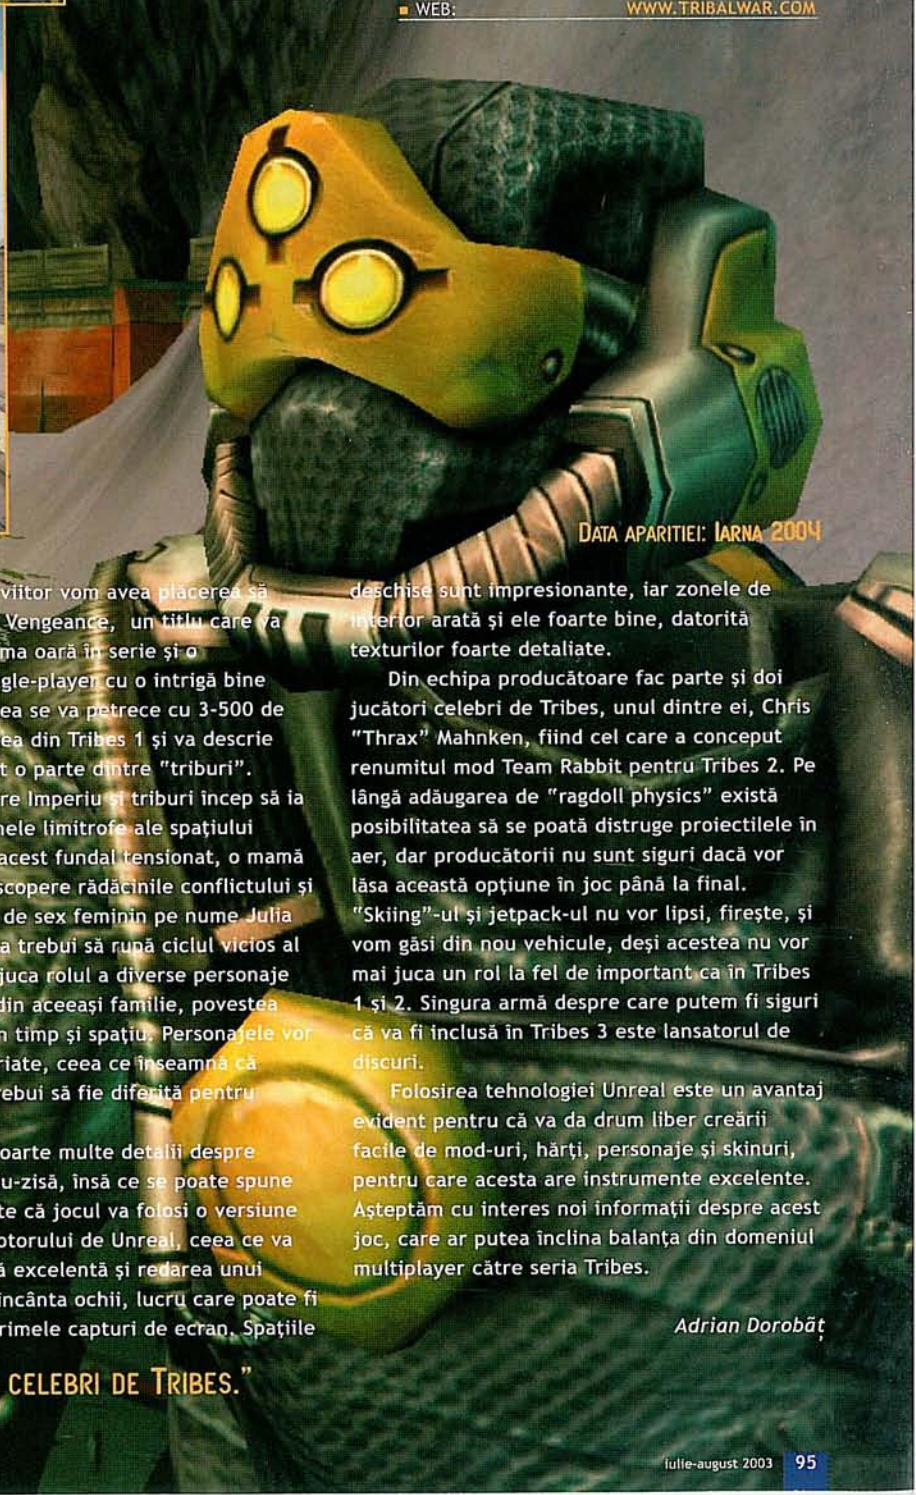 WEB: WWW.TRIBALWAR.COM
DATA APARITIEI: IARNA 2004
viitor vom avea plăcerea să
Vengeance, un titlu care va
ma oară în serie și o
gle-player cu o intrigă bine
ea se va petrece cu 3-500 de
ea din Tribes 1 și va descrie
t o parte dintre "triburi".
re Imperiu și triburi încep să ia
nele limitrofe ale spațiului
acest fundal tensionat, o mamă
scopere rădăcinile conflictului și
de sex feminin pe nume Julia
a trebui să rupă ciclul vicios al
juca rolul a diverse personaje
din aceeași familie, povestea
n timp și spațiu. Personajele vor
riate, ceea ce înseamnă că
rebui să fie diferită pentru
oarte multe detalii despre
u-zisă, însă ce se poate spune
te că jocul va folosi o versiune
otorului de Unreal, ceea ce va
ă excelentă și redarea unui
încânta ochii, lucru care poate fi
rimele capturi de ecran. Spațiile
deschise sunt impresionante, iar zonele de
interior arată și ele foarte bine, datorită
texturilor foarte detaliate.
Din echipa producătoare fac parte și doi
jucători celebri de Tribes, unul dintre ei, Chris
"Thrax" Mahnken, fiind cel care a conceput
renumitul mod Team Rabbit pentru Tribes 2. Pe
lângă adăugarea de "ragdoll physics" există
posibilitatea să se poată distruge proiectilele în
aer, dar producătorii nu sunt siguri dacă vor
lăsa această opțiune în joc până la final.
"Skiing"-ul și jetpack-ul nu vor lipsi, firește, și
vom găsi din nou vehicule, deși acestea nu vor
mai juca un rol la fel de important ca în Tribes
1 și 2. Singura armă despre care putem fi siguri
că va fi inclusă în Tribes 3 este lansatorul de
discuri.
Folosirea tehnologiei Unreal este un avantaj
evident pentru că va da drum liber creării
facile de mod-uri, hărți, personaje și skinuri,
pentru care acesta are instrumente excelente.
Așteptăm cu interes noi informații despre acest
joc, care ar putea înclina balanța din domeniul
multiplayer către seria Tribes.
Adrian Dorobăț
CELEBRI DE TRIBES."
iulie-august 2003 95